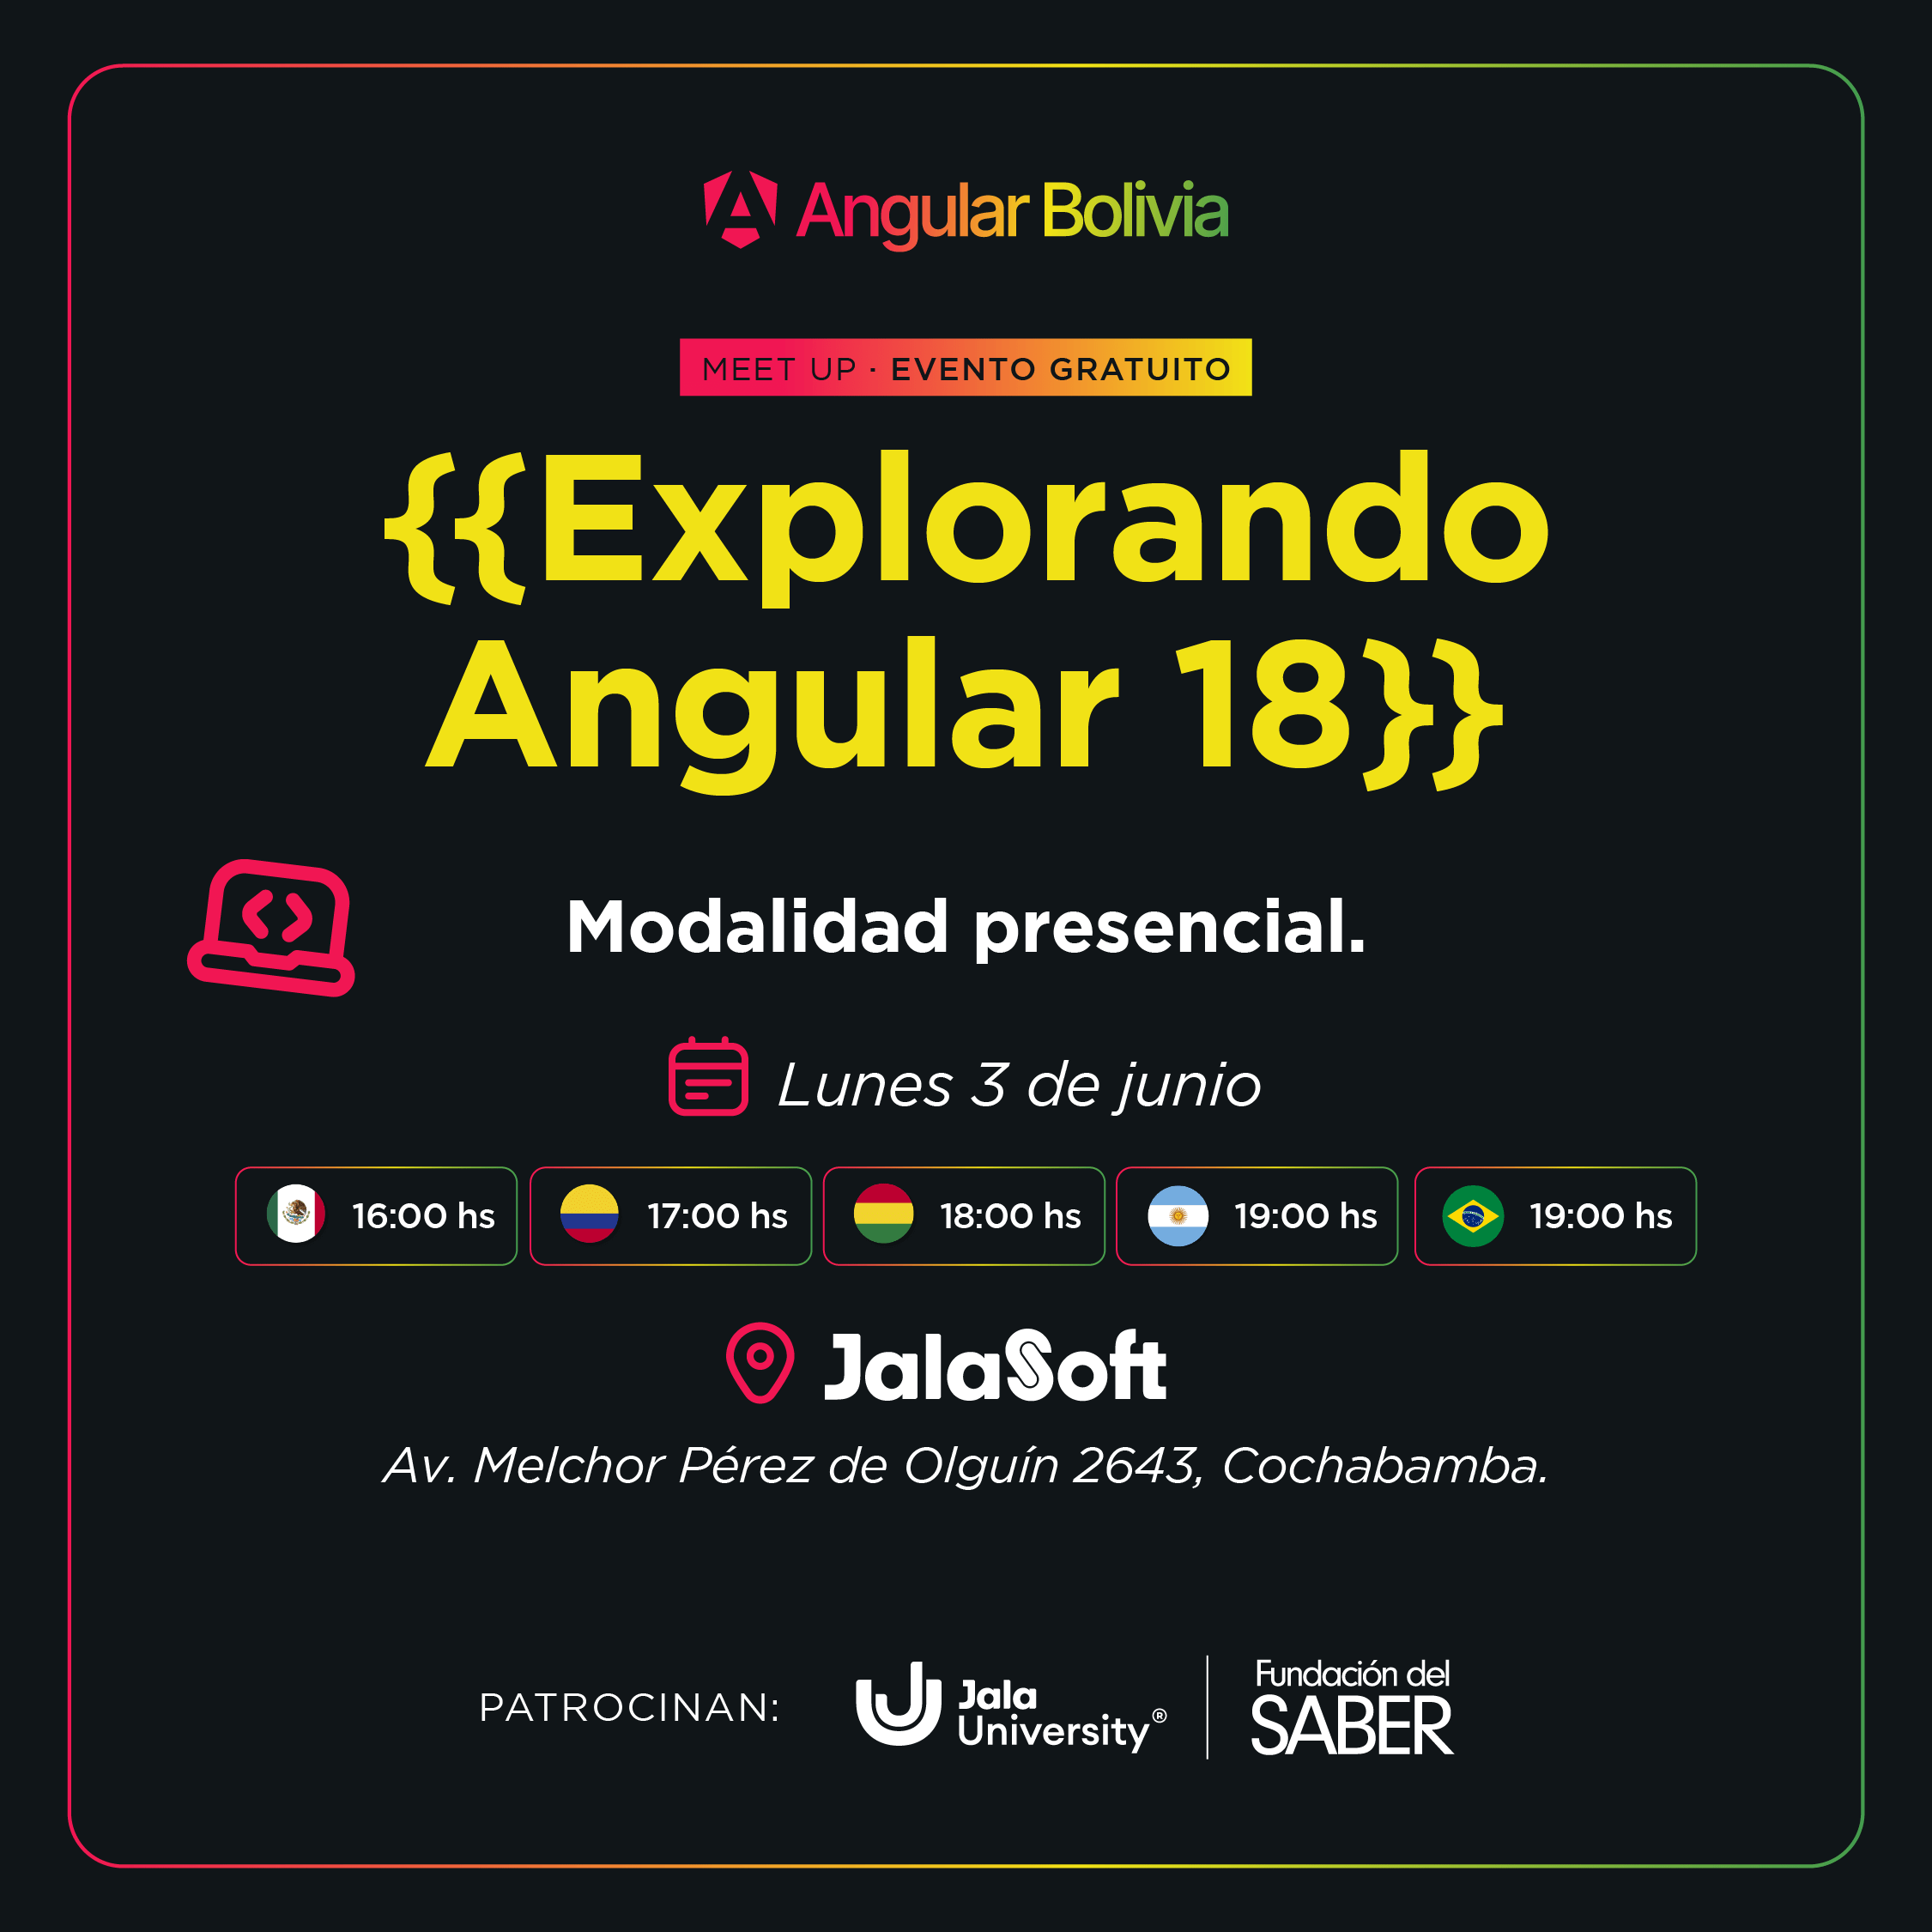 Angular Bolivia
MEET UP · EVENTO GRATUITO
{{Explorando
Angular 18}}
Modalidad presencial.
Lunes 3 de junio
16:00 hs 17:00 hs 18:00 hs 19:00 hs 19:00 hs
JalaSoft
Av. Melchor Pérez de Olguín 2643, Cochabamba.
PATROCINAN:
Jala
University®
Fundación del
SABER